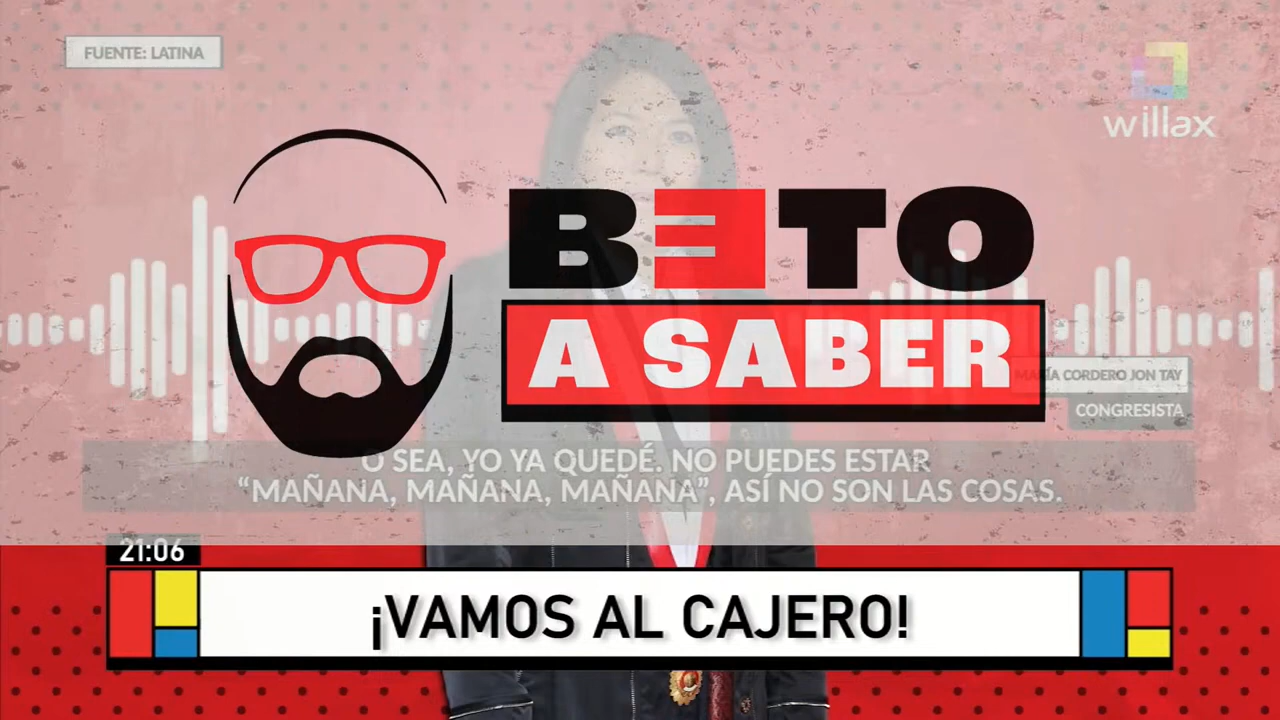 FUENTE: LATINA
willax
BETO
A SABER
MARÍA CORDERO JON TAY
CONGRESISTA
O SEA, YO YA QUEDÉ. NO PUEDES ESTAR
“MAÑANA, MAÑANA, MAÑANA”, ASÍ NO SON LAS COSAS.
21:06
¡VAMOS AL CAJERO!